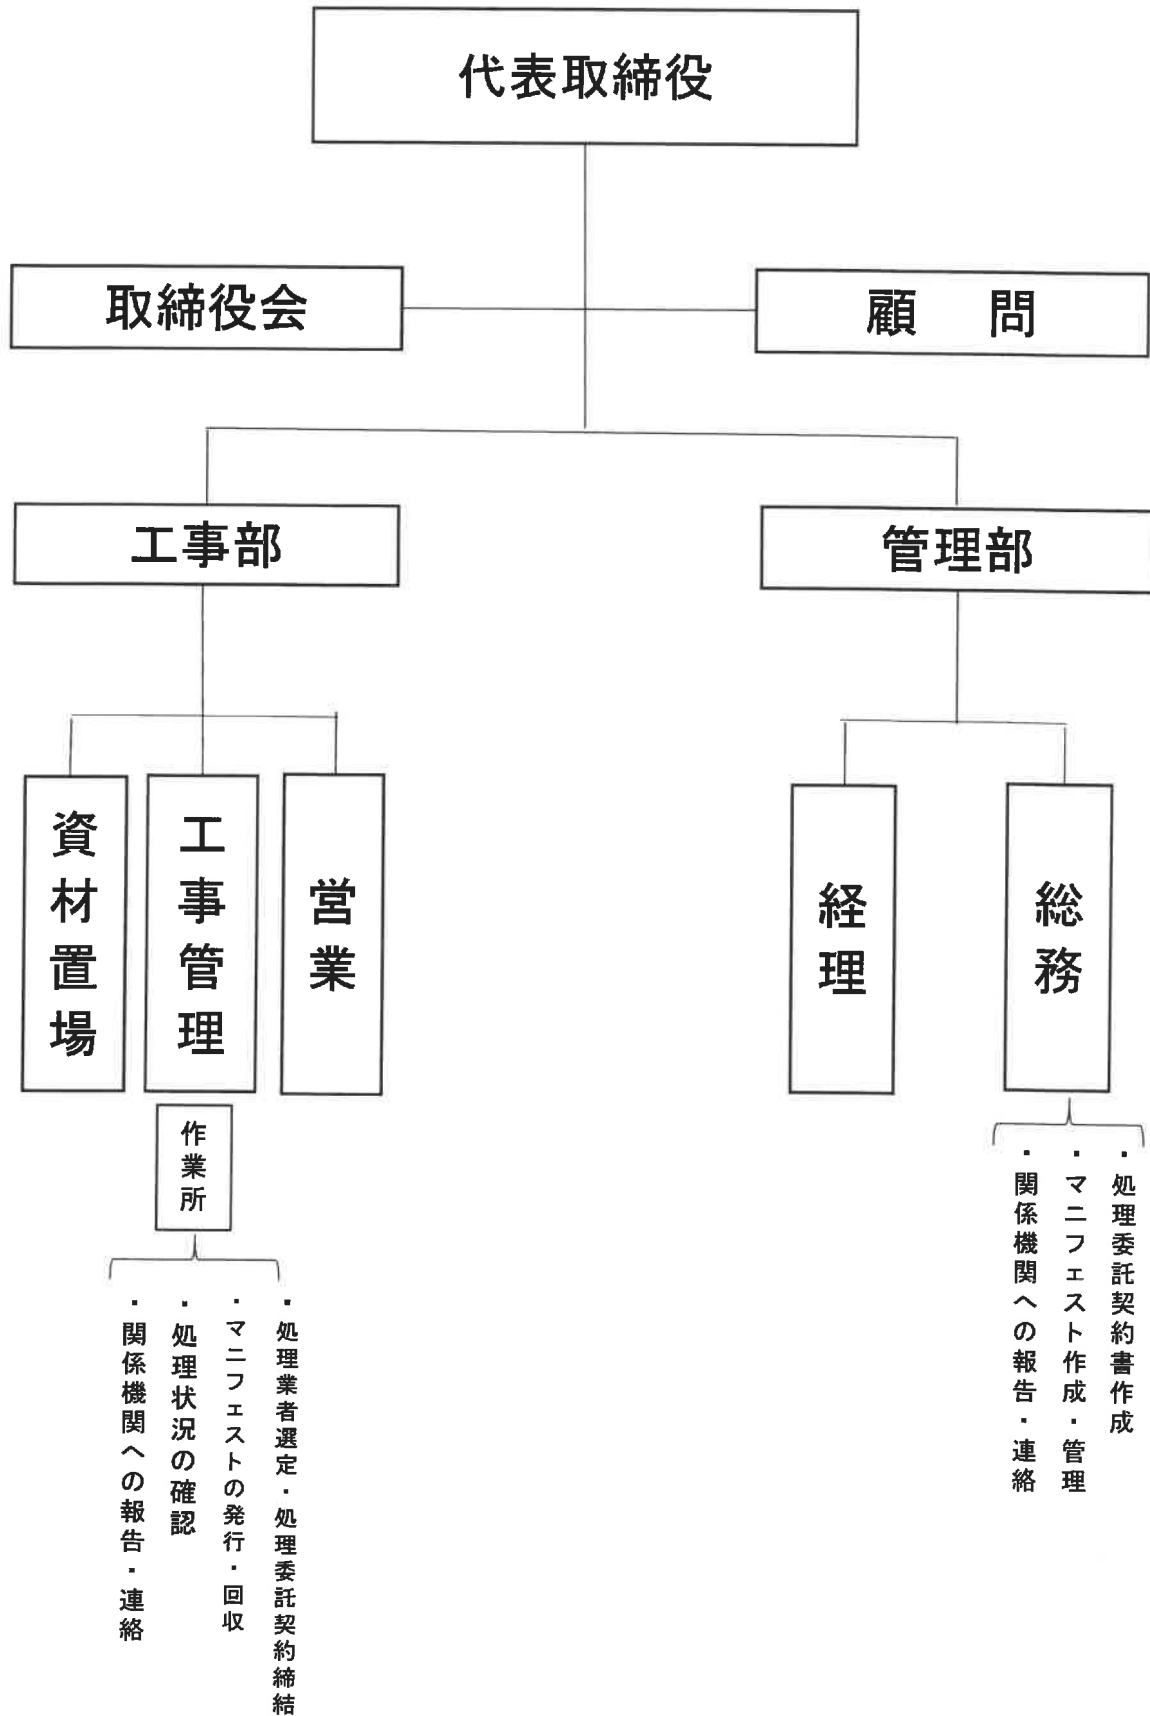 代表取締役
取締役会
顧　問
工事部
管理部
資材置場
工事管理
営業
経理
総務
作業所
・処理業者選定・処理委託契約締結
・マニフェストの発行・回収
・処理状況の確認
・関係機関への報告・連絡
・処理委託契約書作成
・マニフェスト作成・管理
・関係機関への報告・連絡